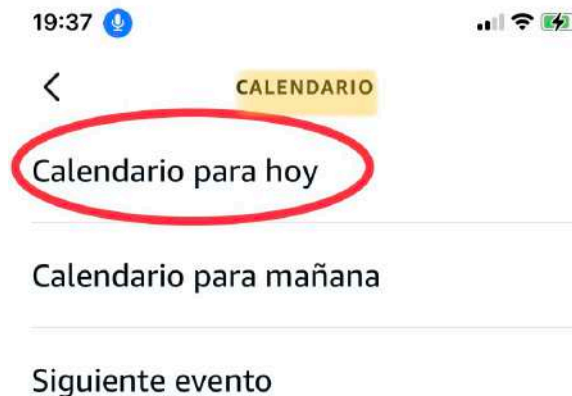 19:37
CALENDARIO
Calendario para hoy
Calendario para mañana
Siguiente evento